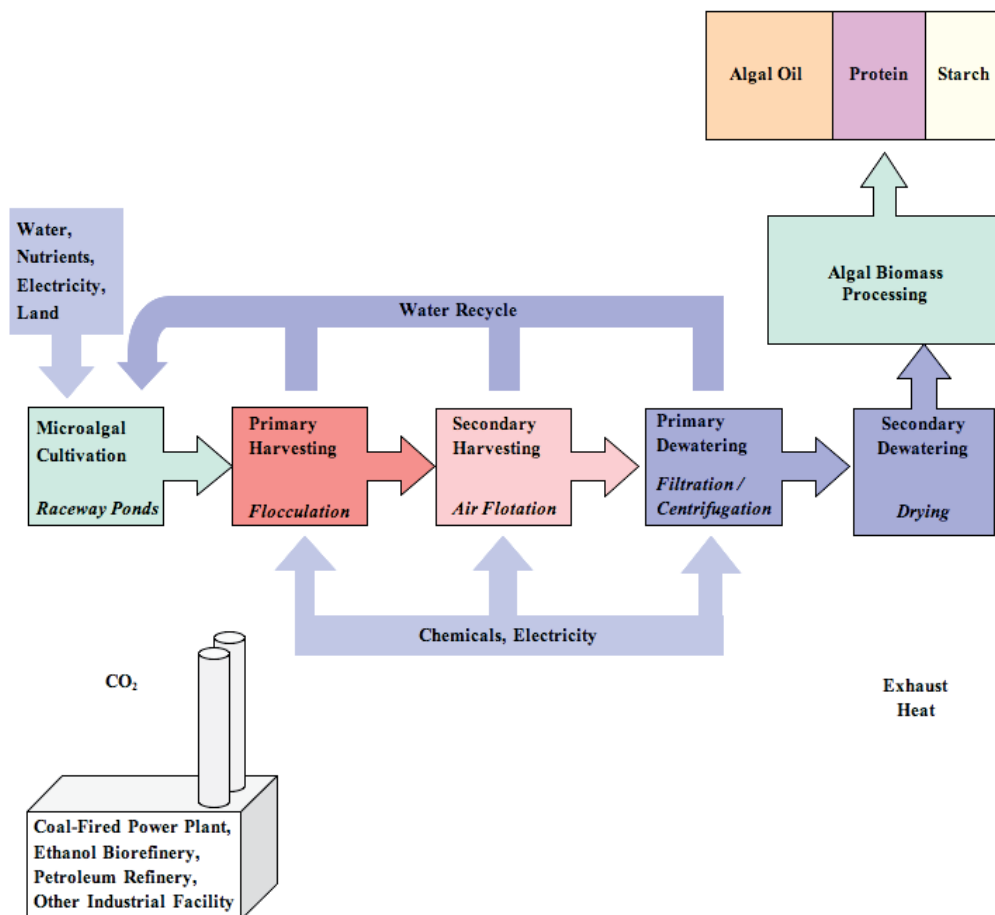 Algal Oil
Protein
Starch
Water,
Nutrients,
Electricity,
Land
Algal Biomass
Processing
Water Recycle
Microalgal
Cultivation
Raceway Ponds
Primary
Harvesting
Flocculation
Secondary
Harvesting
Air Flotation
Primary
Dewatering
Filtration /
Centrifugation
Secondary
Dewatering
Drying
Chemicals, Electricity
CO₂
Exhaust
Heat
Coal-Fired Power Plant,
Ethanol Biorefinery,
Petroleum Refinery,
Other Industrial Facility